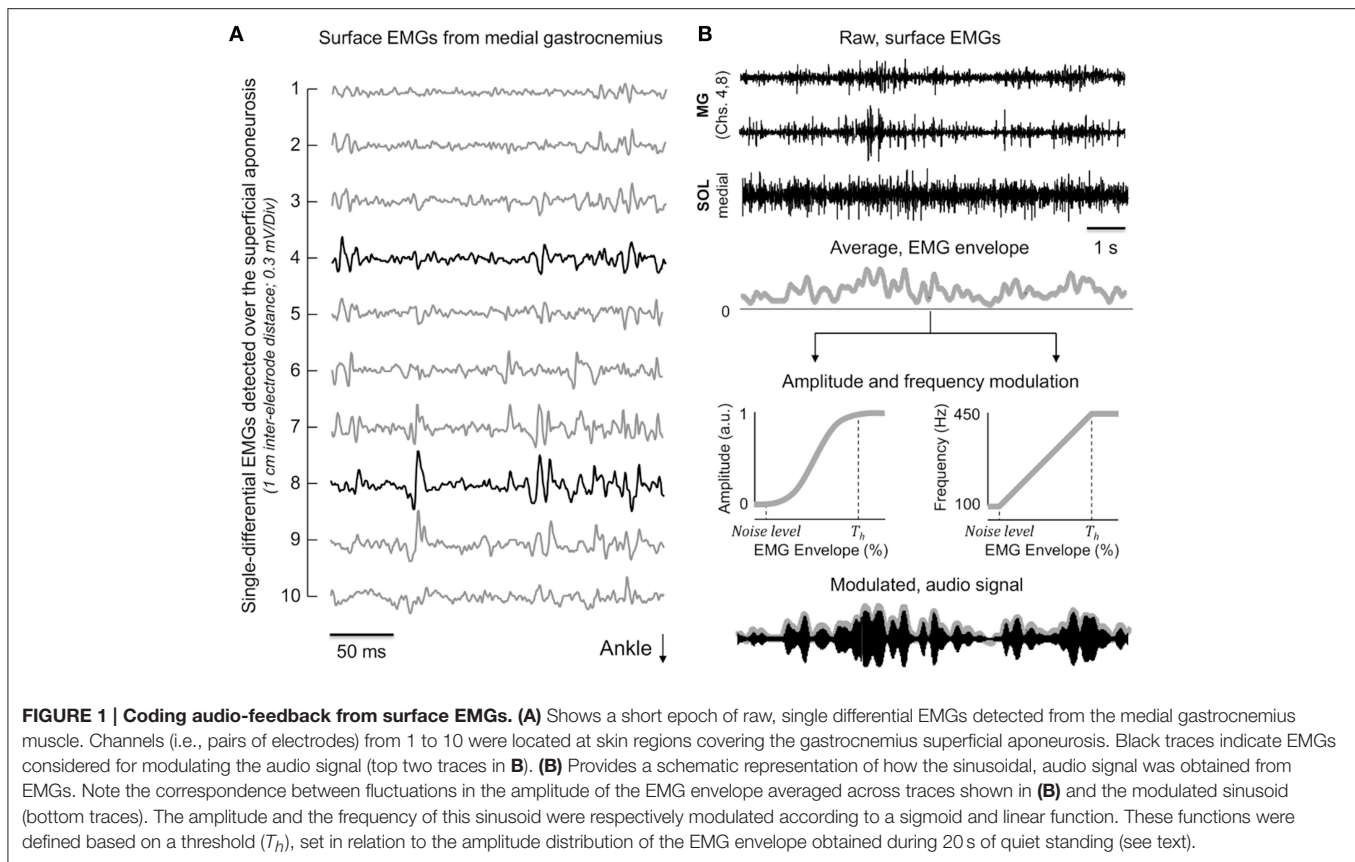 A
Surface EMGs from medial gastrocnemius
Single-differential EMGs detected over the superficial aponeurosis
(1 cm inter-electrode distance; 0.3 mV/Div)
1
2
3
4
5
6
7
8
9
10
50 ms
Ankle
B
Raw, surface EMGs
MG
(Chs. 4,8)
SOL
medial
1 s
Average, EMG envelope
0
Amplitude and frequency modulation
Amplitude (a.u.)
1
0
Noise level
Th
EMG Envelope (%)
Frequency (Hz)
450
100
Noise level
Th
EMG Envelope (%)
Modulated, audio signal
FIGURE 1 | Coding audio-feedback from surface EMGs. (A) Shows a short epoch of raw, single differential EMGs detected from the medial gastrocnemius
muscle. Channels (i.e., pairs of electrodes) from 1 to 10 were located at skin regions covering the gastrocnemius superficial aponeurosis. Black traces indicate EMGs
considered for modulating the audio signal (top two traces in B). (B) Provides a schematic representation of how the sinusoidal, audio signal was obtained from
EMGs. Note the correspondence between fluctuations in the amplitude of the EMG envelope averaged across traces shown in (B) and the modulated sinusoid
(bottom traces). The amplitude and the frequency of this sinusoid were respectively modulated according to a sigmoid and linear function. These functions were
defined based on a threshold (Th), set in relation to the amplitude distribution of the EMG envelope obtained during 20 s of quiet standing (see text).